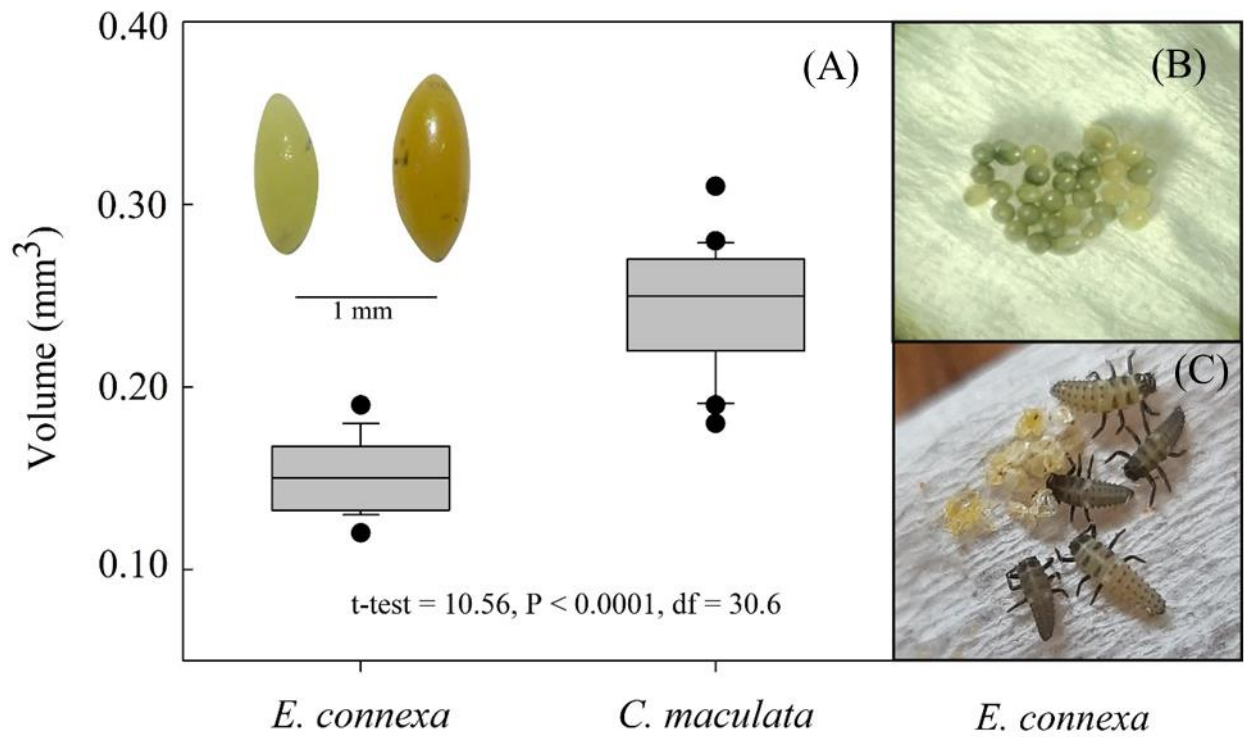 0.40
0.30
0.20
0.10
Volume (mm³)
(A)
1 mm
t-test = 10.56, P < 0.0001, df = 30.6
E. connexa
C. maculata
(B)
(C)
E. connexa